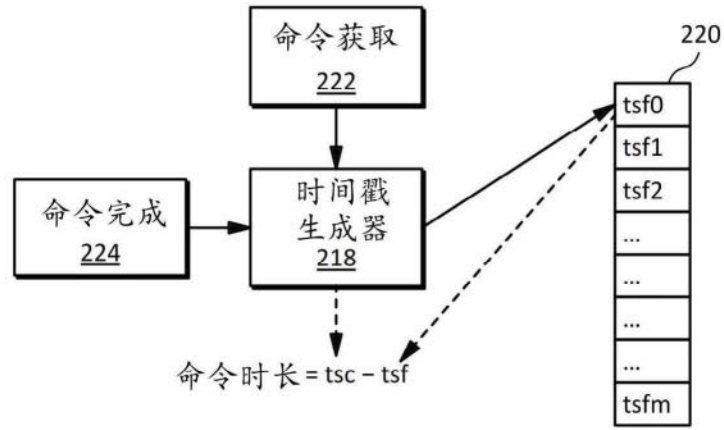 命令获取
222
220
tsf0
tsf1
tsf2
...
...
...
...
tsfm
命令完成
224
时间戳
生成器
218
命令时长 = tsc − tsf